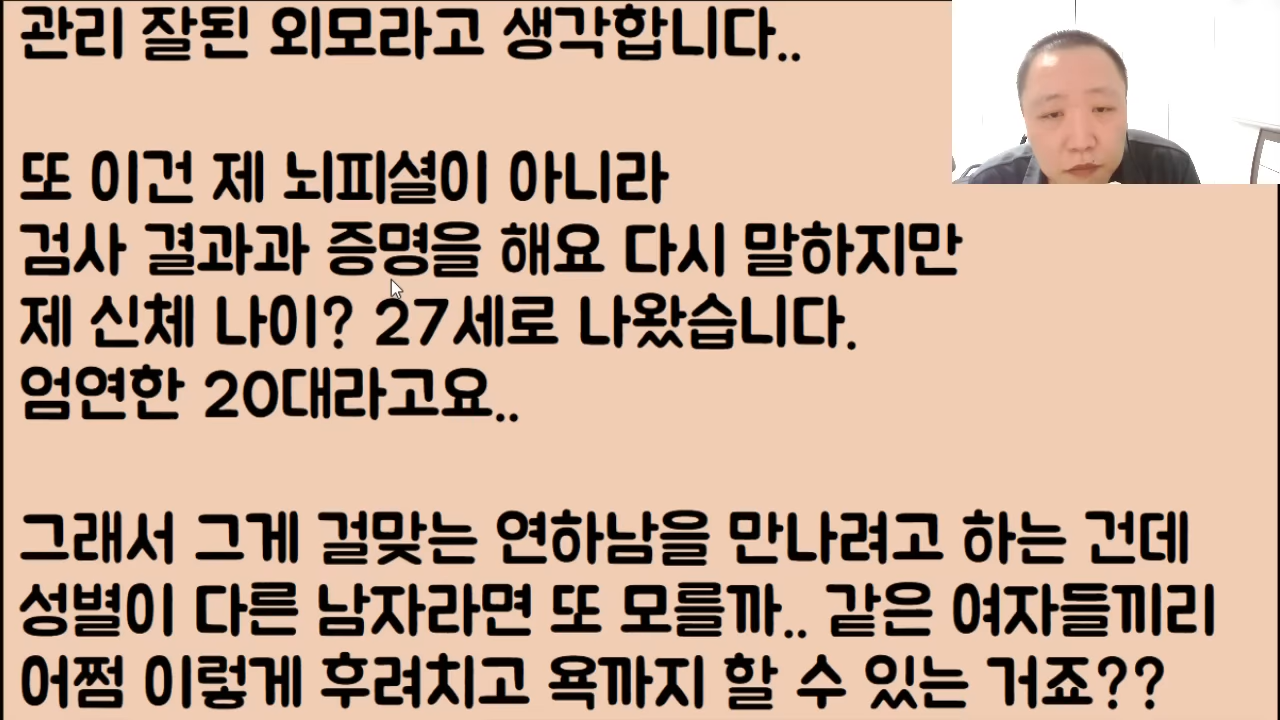 관리 잘된 외모라고 생각합니다..
또 이건 제 뇌피셜이 아니라
검사 결과과 증명을 해요 다시 말하지만
제 신체 나이? 27세로 나왔습니다.
엄연한 20대라고요..
그래서 그게 걸맞는 연하남을 만나려고 하는 건데
성별이 다른 남자라면 또 모를까.. 같은 여자들끼리
어쩜 이렇게 후려치고 욕까지 할 수 있는 거죠??